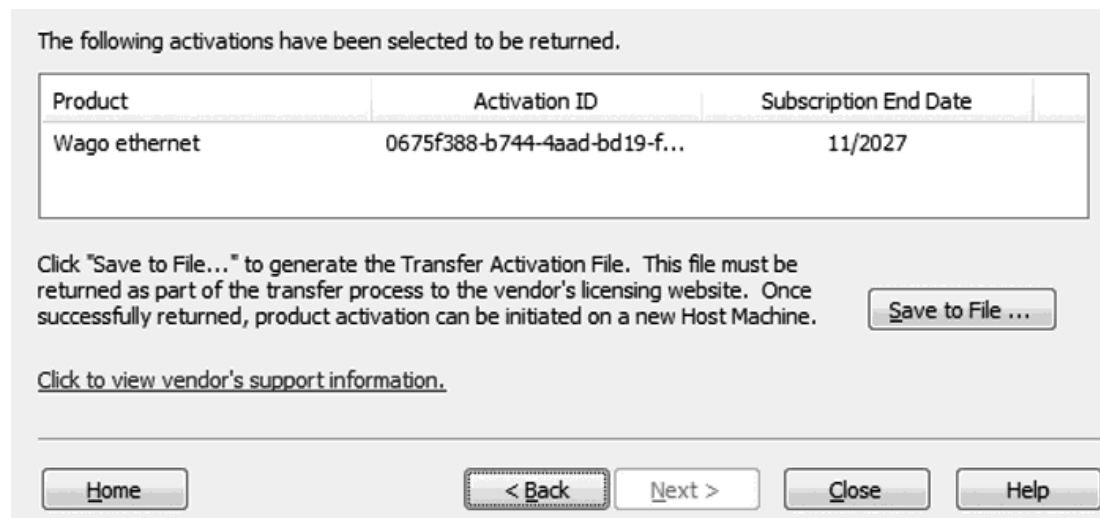 The following activations have been selected to be returned.
Product Activation ID Subscription End Date
Wago ethernet 0675f388-b744-4aad-bd19-f... 11/2027
Click "Save to File..." to generate the Transfer Activation File. This file must be
returned as part of the transfer process to the vendor's licensing website. Once
successfully returned, product activation can be initiated on a new Host Machine.
Save to File ...
Click to view vendor's support information.
Home < Back Next > Close Help